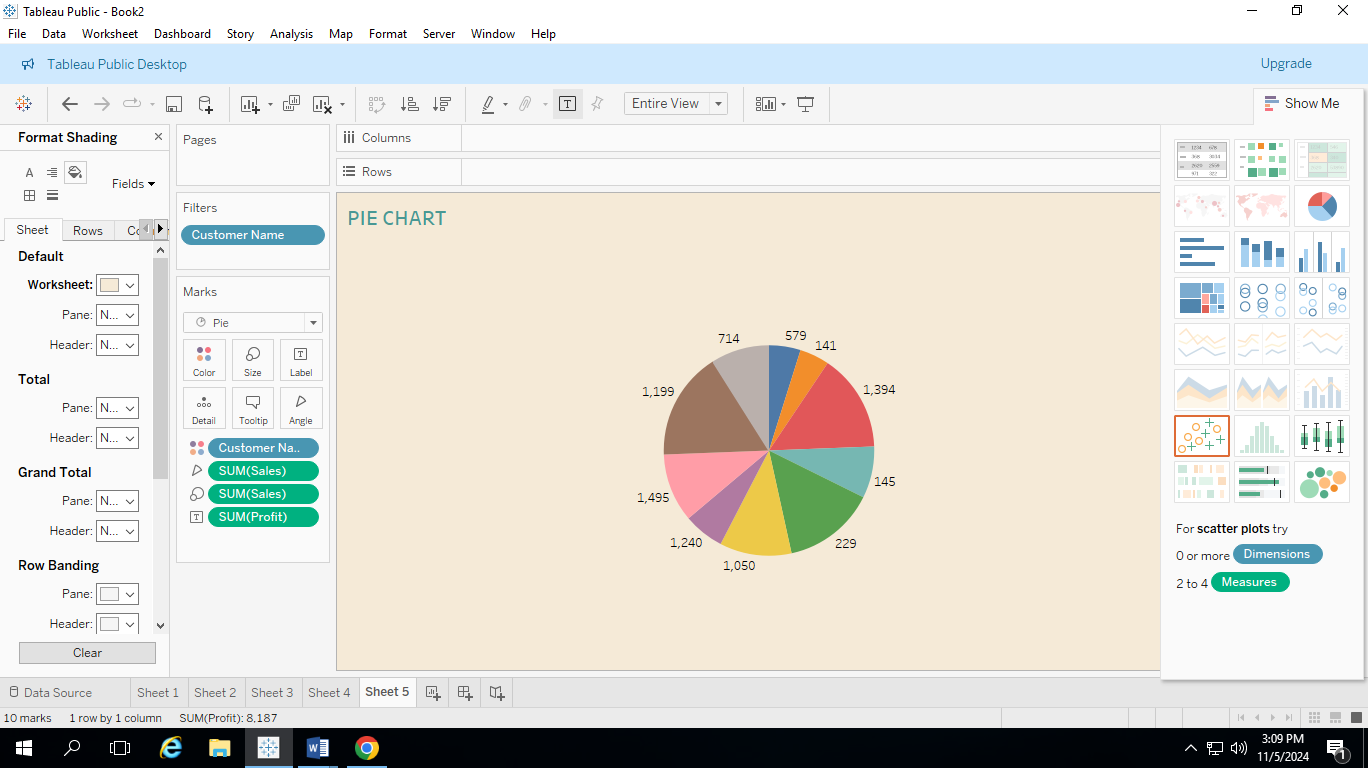 Tableau Public - Book2
File Data Worksheet Dashboard Story Analysis Map Format Server Window Help
Tableau Public Desktop Upgrade
Entire View Show Me
Format Shading
Fields
Sheet Rows
Default
Worksheet:
Pane: N...
Header: N...
Total
Pane: N...
Header: N...
Grand Total
Pane: N...
Header: N...
Row Banding
Pane:
Header:
Clear
Pages
Filters
Customer Name
Marks
Pie
Color Size Label
Detail Tooltip Angle
Customer Na..
SUM(Sales)
SUM(Sales)
SUM(Profit)
Columns
Rows
PIE CHART
714
579
141
1,199
1,394
145
1,495
1,240
229
1,050
For scatter plots try
0 or more Dimensions
2 to 4 Measures
Data Source Sheet 1 Sheet 2 Sheet 3 Sheet 4 Sheet 5
10 marks 1 row by 1 column SUM(Profit): 8,187
3:09 PM
11/5/2024
1